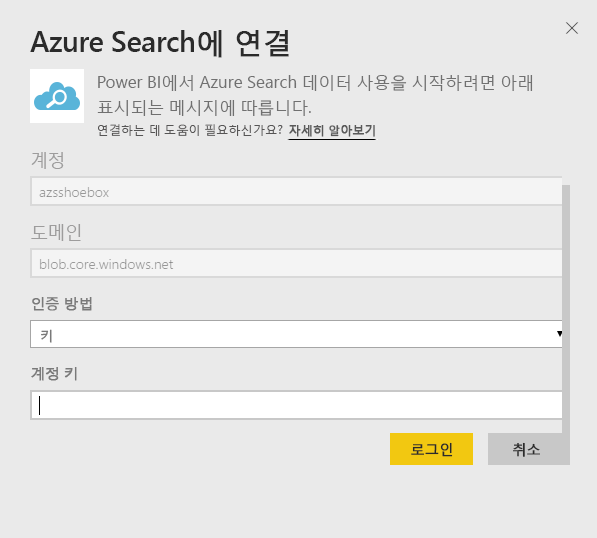 Azure Search에 연결
Power BI에서 Azure Search 데이터 사용을 시작하려면 아래
표시되는 메시지에 따릅니다.
연결하는 데 도움이 필요하신가요? 자세히 알아보기
계정
azsshoebox
도메인
blob.core.windows.net
인증 방법
키
계정 키
로그인 취소